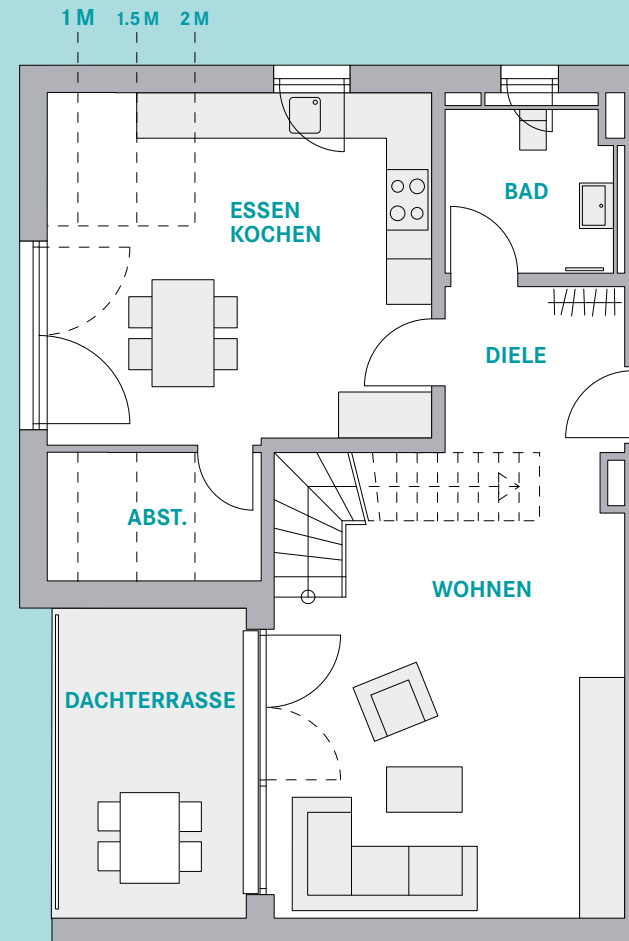 1 M 1.5 M 2 M
ESSEN
KOCHEN
BAD
DIELE
ABST.
WOHNEN
DACHTERRASSE